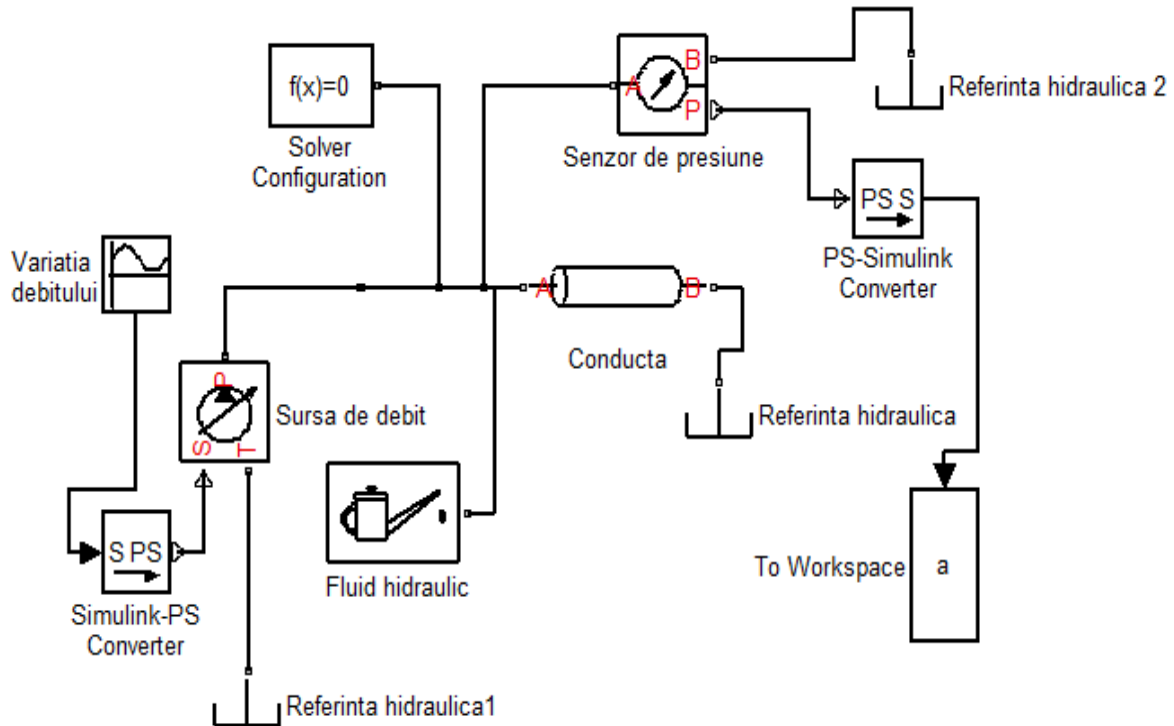 f(x)=0
Solver
Configuration
A
B
P
Senzor de presiune
Referinta hidraulica 2
PS S
PS-Simulink
Converter
Variatia
debitului
A
B
Conducta
Referinta hidraulica
P
S
T
Sursa de debit
Fluid hidraulic
S PS
Simulink-PS
Converter
Referinta hidraulica1
To Workspace
a